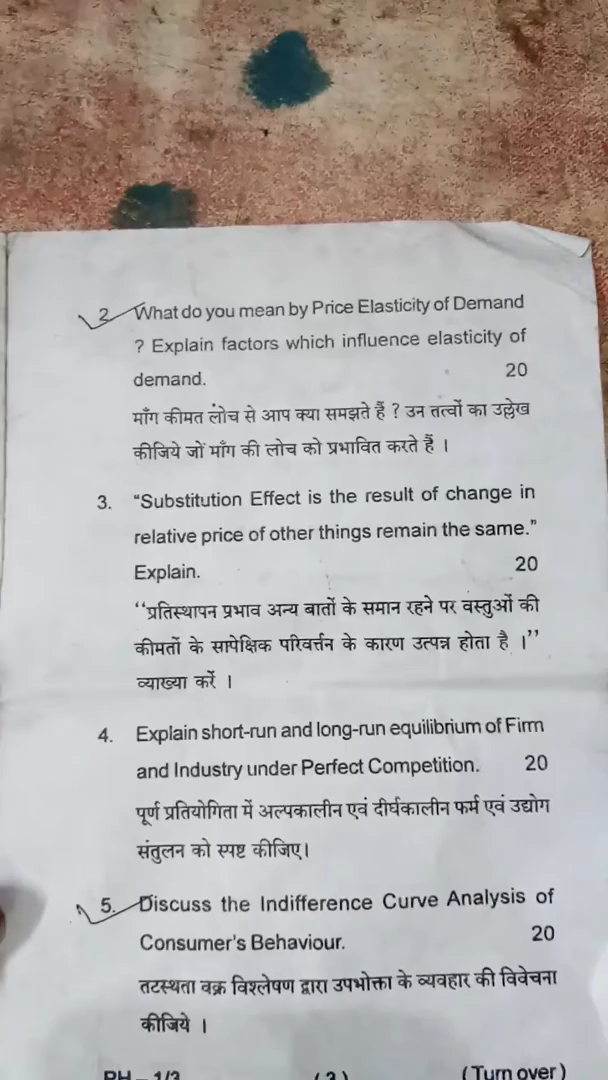 2. What do you mean by Price Elasticity of Demand
? Explain factors which influence elasticity of
demand. 20
माँग कीमत लोच से आप क्या समझते हैं ? उन तत्वों का उल्लेख
कीजिये जों माँग की लोच को प्रभावित करते हैं ।
3. “Substitution Effect is the result of change in
relative price of other things remain the same.”
Explain. 20
‘‘प्रतिस्थापन प्रभाव अन्य बातों के समान रहने पर वस्तुओं की
कीमतों के सापेक्षिक परिवर्त्तन के कारण उत्पन्न होता है ।’’
व्याख्या करें ।
4. Explain short-run and long-run equilibrium of Firm
and Industry under Perfect Competition. 20
पूर्ण प्रतियोगिता में अल्पकालीन एवं दीर्घकालीन फर्म एवं उद्योग
संतुलन को स्पष्ट कीजिए।
5. Discuss the Indifference Curve Analysis of
Consumer's Behaviour. 20
तटस्थता वक्र विश्लेषण द्वारा उपभोक्ता के व्यवहार की विवेचना
कीजिये ।
PH – 1/3 (2) (Turn over)